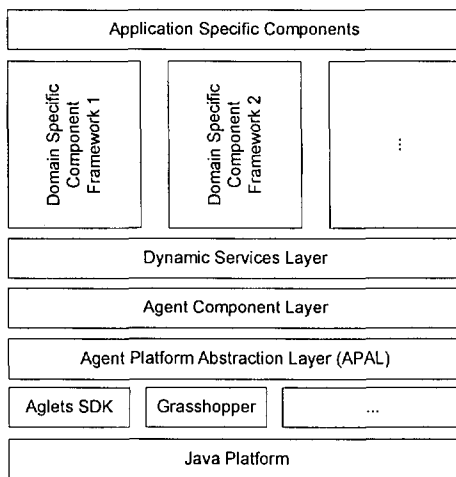 Application Specific Components
Domain Specific
Component
Framework 1
Domain Specific
Component
Framework 2
...
Dynamic Services Layer
Agent Component Layer
Agent Platform Abstraction Layer (APAL)
Aglets SDK
Grasshopper
...
Java Platform